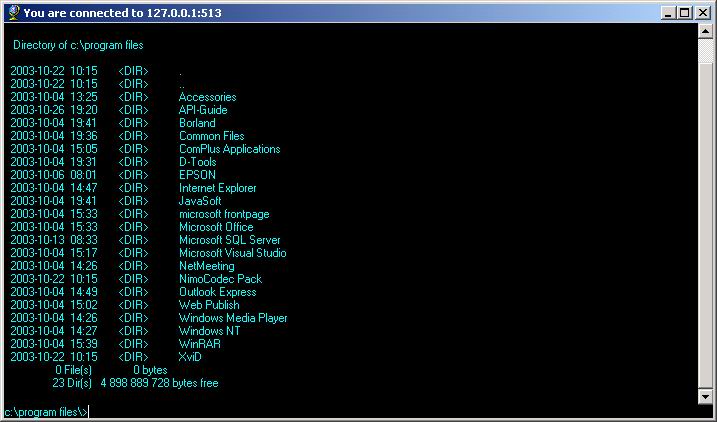 You are connected to 127.0.0.1:513
Directory of c:\program files
2003-10-22 10:15 <DIR> .
2003-10-22 10:15 <DIR> ..
2003-10-04 13:25 <DIR> Accessories
2003-10-26 19:20 <DIR> API-Guide
2003-10-04 19:41 <DIR> Borland
2003-10-04 19:36 <DIR> Common Files
2003-10-04 15:05 <DIR> ComPlus Applications
2003-10-04 19:31 <DIR> D-Tools
2003-10-06 08:01 <DIR> EPSON
2003-10-04 14:47 <DIR> Internet Explorer
2003-10-04 19:41 <DIR> JavaSoft
2003-10-04 15:33 <DIR> microsoft frontpage
2003-10-04 15:33 <DIR> Microsoft Office
2003-10-13 08:33 <DIR> Microsoft SQL Server
2003-10-04 15:17 <DIR> Microsoft Visual Studio
2003-10-04 14:26 <DIR> NetMeeting
2003-10-22 10:15 <DIR> NimoCodec Pack
2003-10-04 14:49 <DIR> Outlook Express
2003-10-04 15:02 <DIR> Web Publish
2003-10-04 14:26 <DIR> Windows Media Player
2003-10-04 14:27 <DIR> Windows NT
2003-10-04 15:39 <DIR> WinRAR
2003-10-22 10:15 <DIR> XviD
0 File(s) 0 bytes
23 Dir(s) 4 898 889 728 bytes free
c:\program files\>